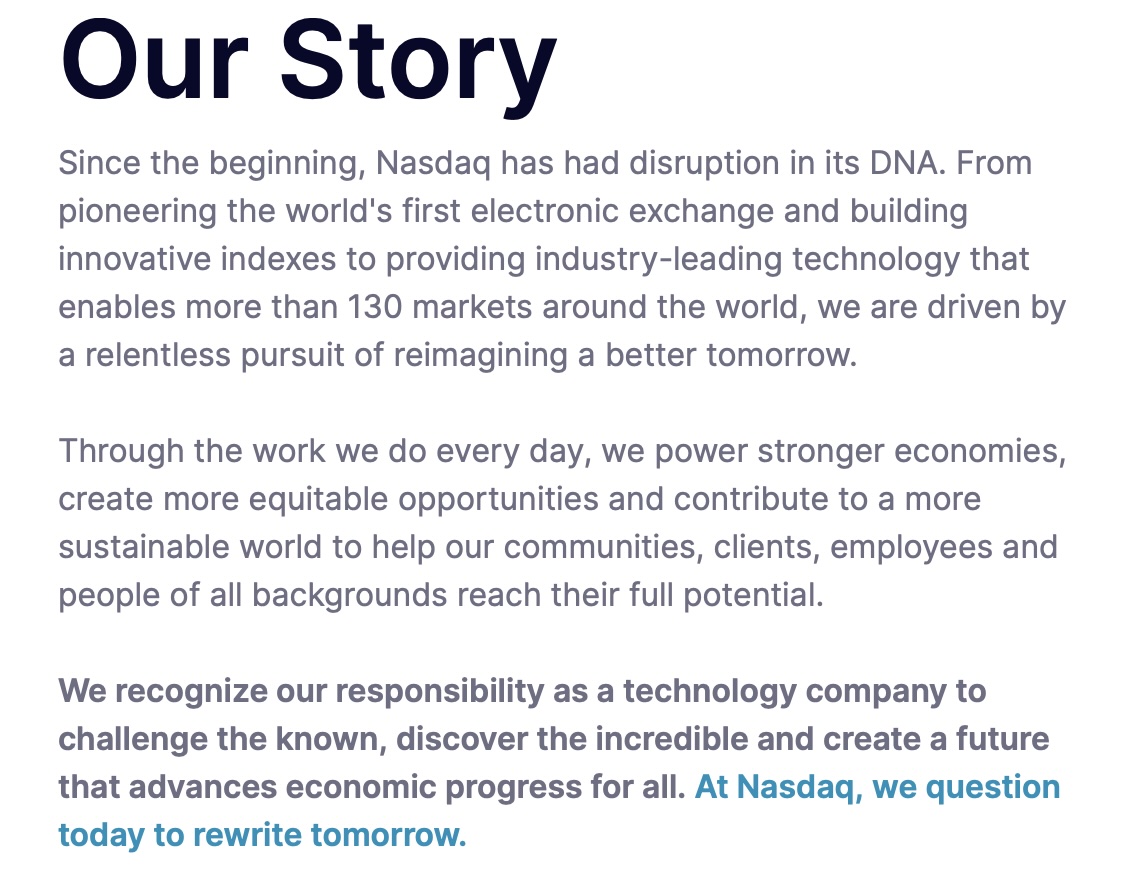 Our Story
Since the beginning, Nasdaq has had disruption in its DNA. From
pioneering the world's first electronic exchange and building
innovative indexes to providing industry-leading technology that
enables more than 130 markets around the world, we are driven by
a relentless pursuit of reimagining a better tomorrow.
Through the work we do every day, we power stronger economies,
create more equitable opportunities and contribute to a more
sustainable world to help our communities, clients, employees and
people of all backgrounds reach their full potential.
We recognize our responsibility as a technology company to
challenge the known, discover the incredible and create a future
that advances economic progress for all. At Nasdaq, we question
today to rewrite tomorrow.